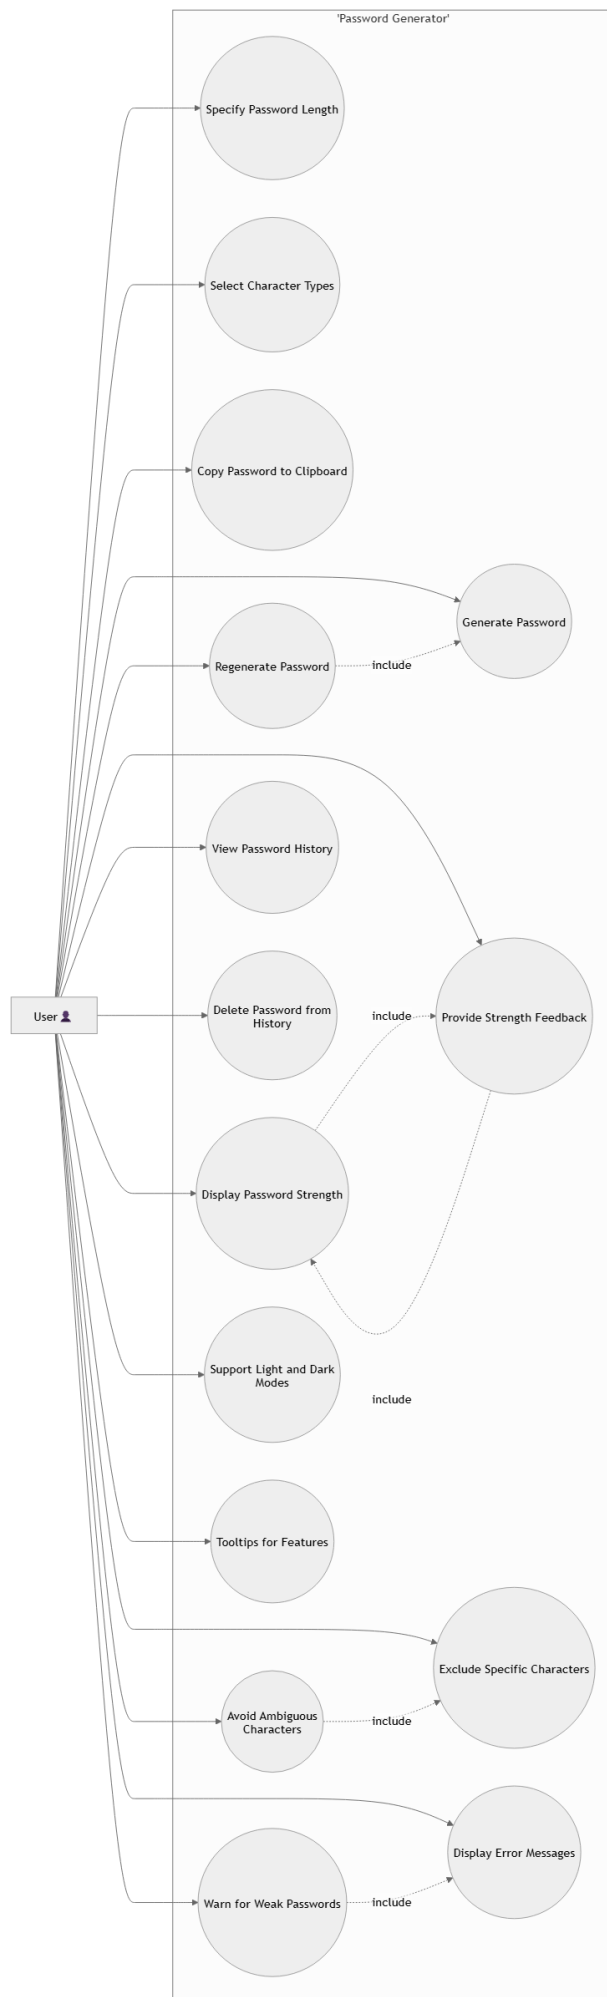 'Password Generator'
Specify Password Length
Select Character Types
Copy Password to Clipboard
Generate Password
Regenerate Password
include
View Password History
User
Delete Password from
History
include
Provide Strength Feedback
Display Password Strength
Support Light and Dark
Modes
include
Tooltips for Features
Exclude Specific Characters
Avoid Ambiguous
Characters
include
Display Error Messages
Warn for Weak Passwords
include